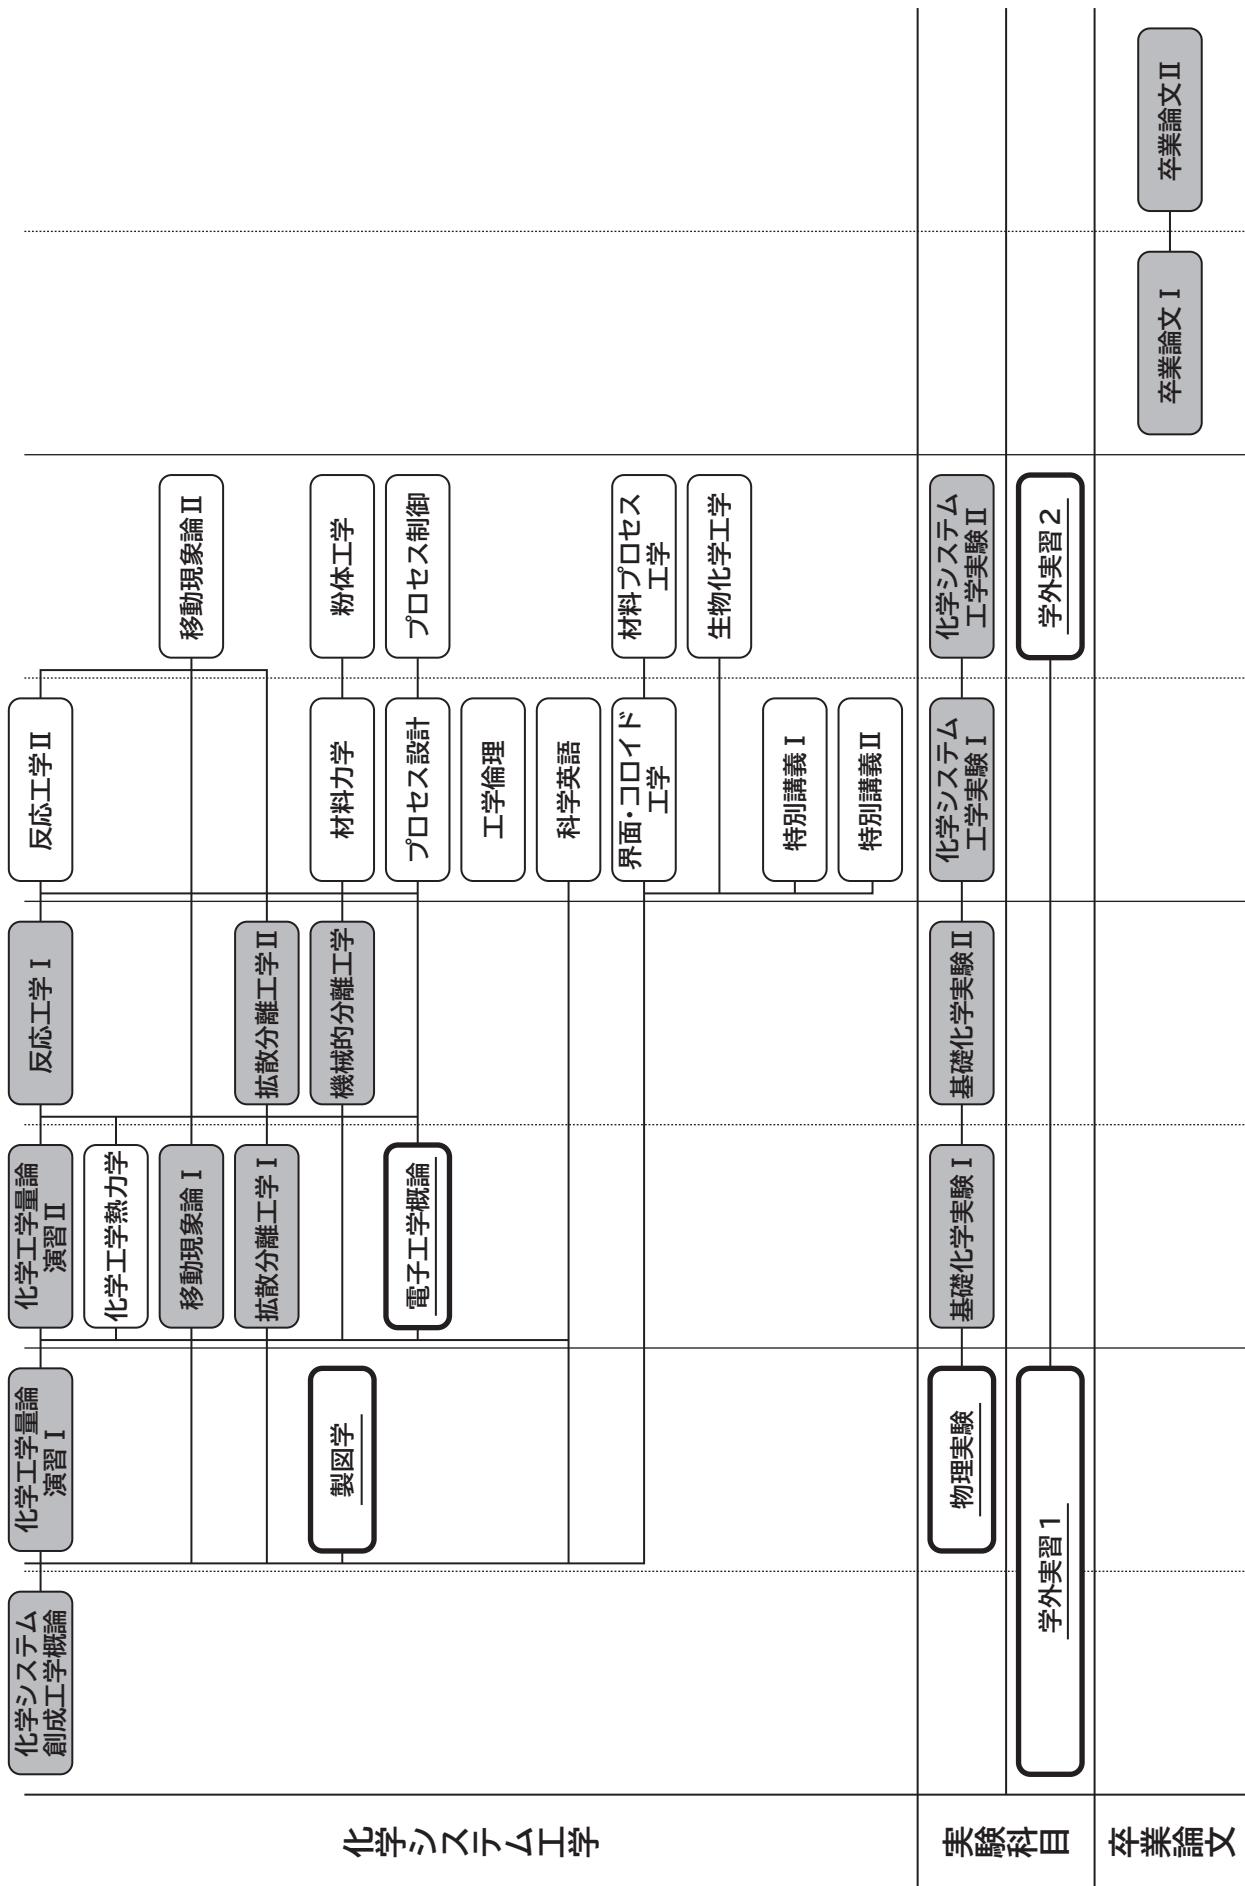 化学システム工学
化学システム
創成工学概論
化学工学量論
演習Ⅰ
化学工学量論
演習Ⅱ
反応工学Ⅰ
反応工学Ⅱ
化学工学熱力学
移動現象論Ⅰ
移動現象論Ⅱ
拡散分離工学Ⅰ
拡散分離工学Ⅱ
製図学
機械的分離工学
材料力学
粉体工学
電子工学概論
プロセス設計
プロセス制御
工学倫理
科学英語
界面・コロイド
工学
材料プロセス
工学
生物化学工学
特別講義Ⅰ
特別講義Ⅱ
実験科目
物理実験
基礎化学実験Ⅰ
基礎化学実験Ⅱ
化学システム
工学実験Ⅰ
化学システム
工学実験Ⅱ
学外実習1
学外実習2
卒業論文
卒業論文Ⅰ
卒業論文Ⅱ